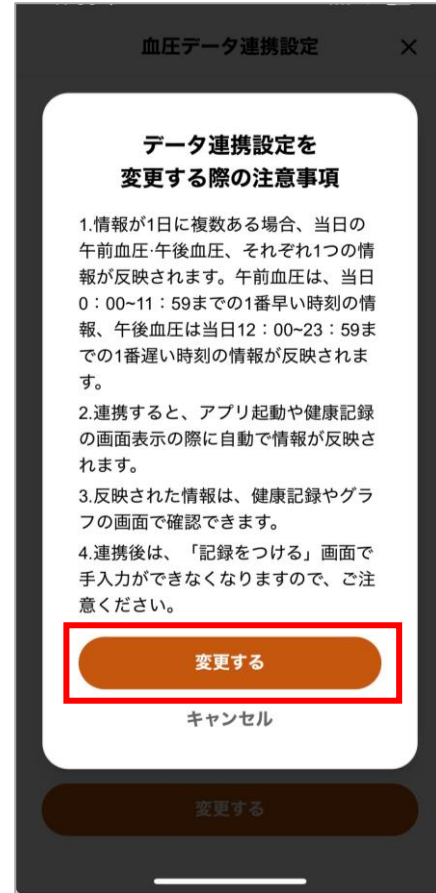 血圧データ連携設定 ×
データ連携設定を
変更する際の注意事項
1.情報が1日に複数ある場合、当日の
午前血圧·午後血圧、それぞれ1つの情
報が反映されます。午前血圧は、当日
0：00~11：59までの1番早い時刻の情
報、午後血圧は当日12：00~23：59ま
での1番遅い時刻の情報が反映されま
す。
2.連携すると、アプリ起動や健康記録
の画面表示の際に自動で情報が反映さ
れます。
3.反映された情報は、健康記録やグラ
フの画面で確認できます。
4.連携後は、「記録をつける」画面で
手入力ができなくなりますので、ご注
意ください。
変更する
キャンセル
変更する